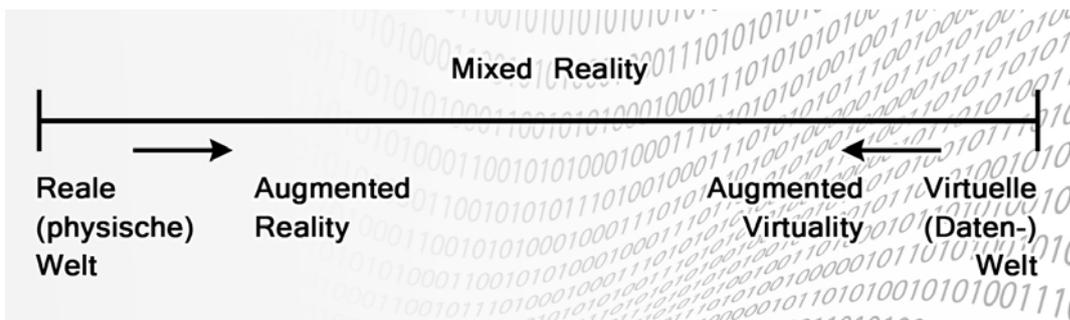 Mixed Reality
Reale
(physische)
Welt
Augmented
Reality
Augmented
Virtuality
Virtuelle
(Daten-)
Welt